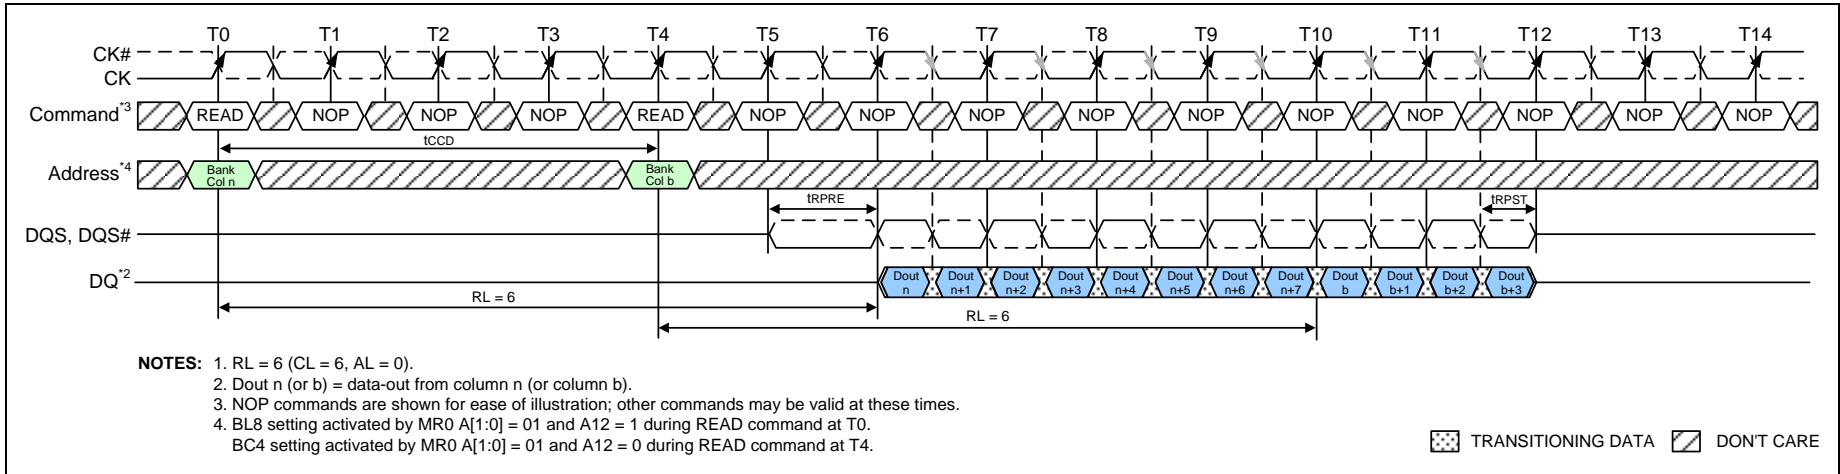 T0 T1 T2 T3 T4 T5 T6 T7 T8 T9 T10 T11 T12 T13 T14
CK#
CK
Command*3 READ NOP NOP NOP READ NOP NOP NOP NOP NOP NOP NOP NOP NOP NOP
tCCD
Address*4 Bank Col n Bank Col b
tRPRE tRPST
DQS, DQS#
DQ*2 Dout n Dout n+1 Dout n+2 Dout n+3 Dout n+4 Dout n+5 Dout n+6 Dout n+7 Dout b Dout b+1 Dout b+2 Dout b+3
RL = 6
RL = 6
NOTES: 1. RL = 6 (CL = 6, AL = 0).
2. Dout n (or b) = data-out from column n (or column b).
3. NOP commands are shown for ease of illustration; other commands may be valid at these times.
4. BL8 setting activated by MR0 A[1:0] = 01 and A12 = 1 during READ command at T0.
BC4 setting activated by MR0 A[1:0] = 01 and A12 = 0 during READ command at T4.
TRANSITIONING DATA DON'T CARE